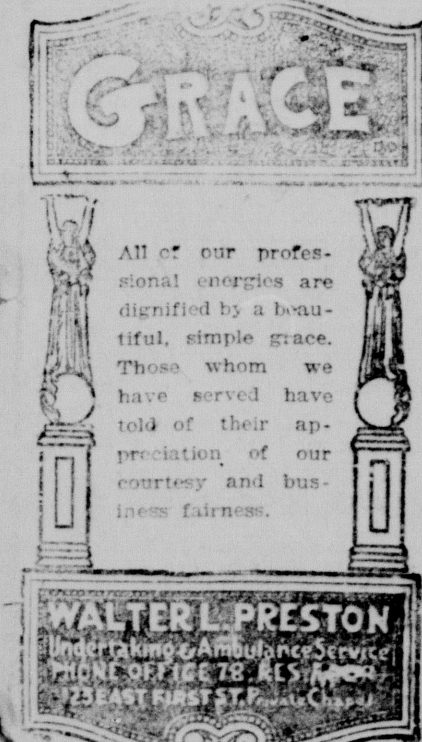 GRACE
All of our profes-
sional energies are
dignified by a beau-
tiful, simple grace.
Those whom we
have served have
told of their ap-
preciation of our
courtesy and bus-
iness fairness.
WALTER L. PRESTON
Undertaking & Ambulance Service
PHONE OFFICE 78. RES.
123 EAST FIRST ST. Private Chapel